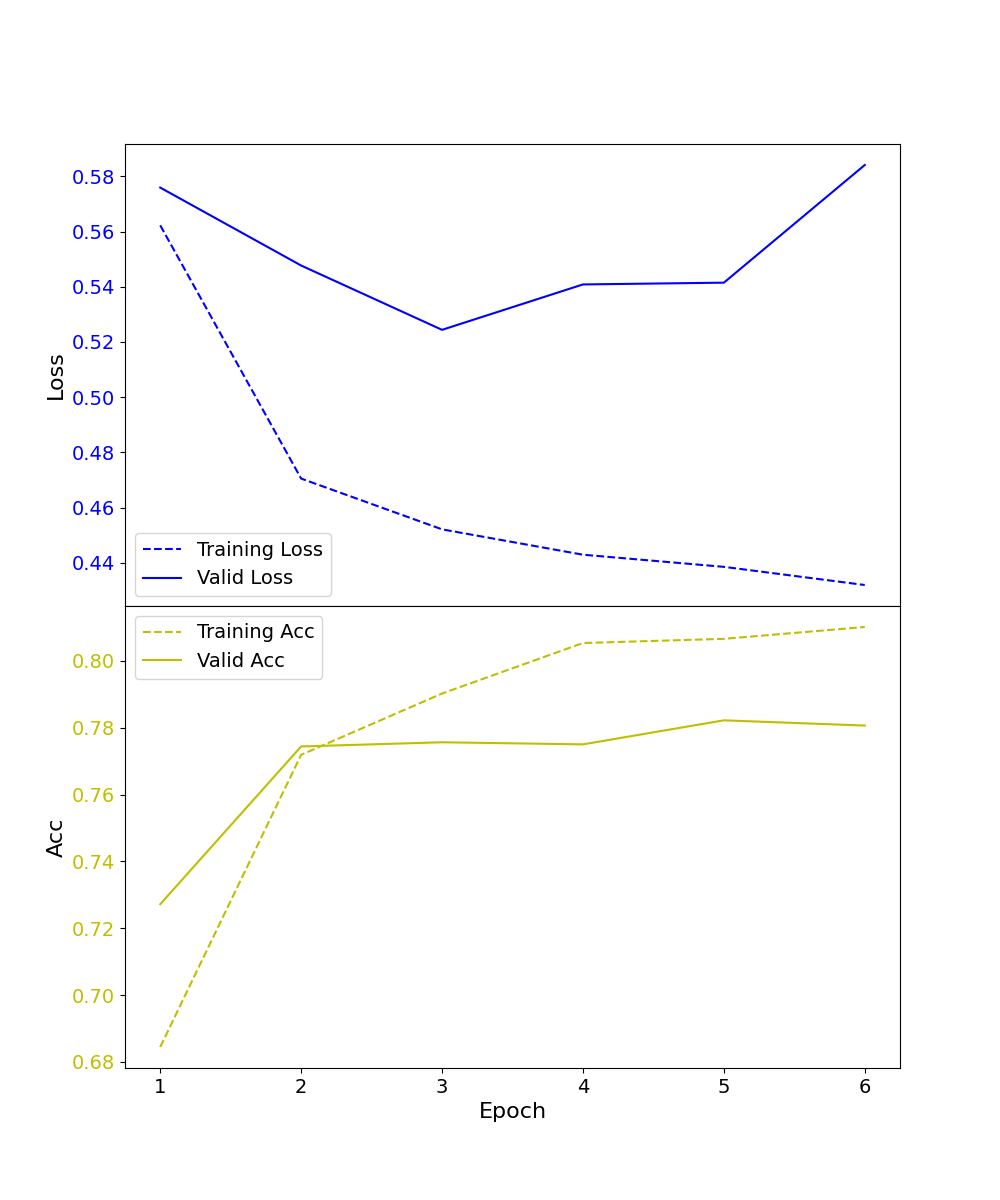 0.58
0.56
0.54
0.52
0.50
0.48
0.46
0.44
Loss
Training Loss
Valid Loss
Training Acc
Valid Acc
0.80
0.78
0.76
0.74
0.72
0.70
0.68
Acc
1 2 3 4 5 6
Epoch